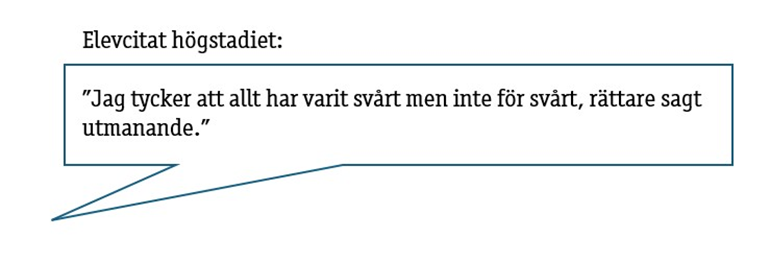 Elevcitat högstadiet:
”Jag tycker att allt har varit svårt men inte för svårt, rättare sagt
utmanande.”